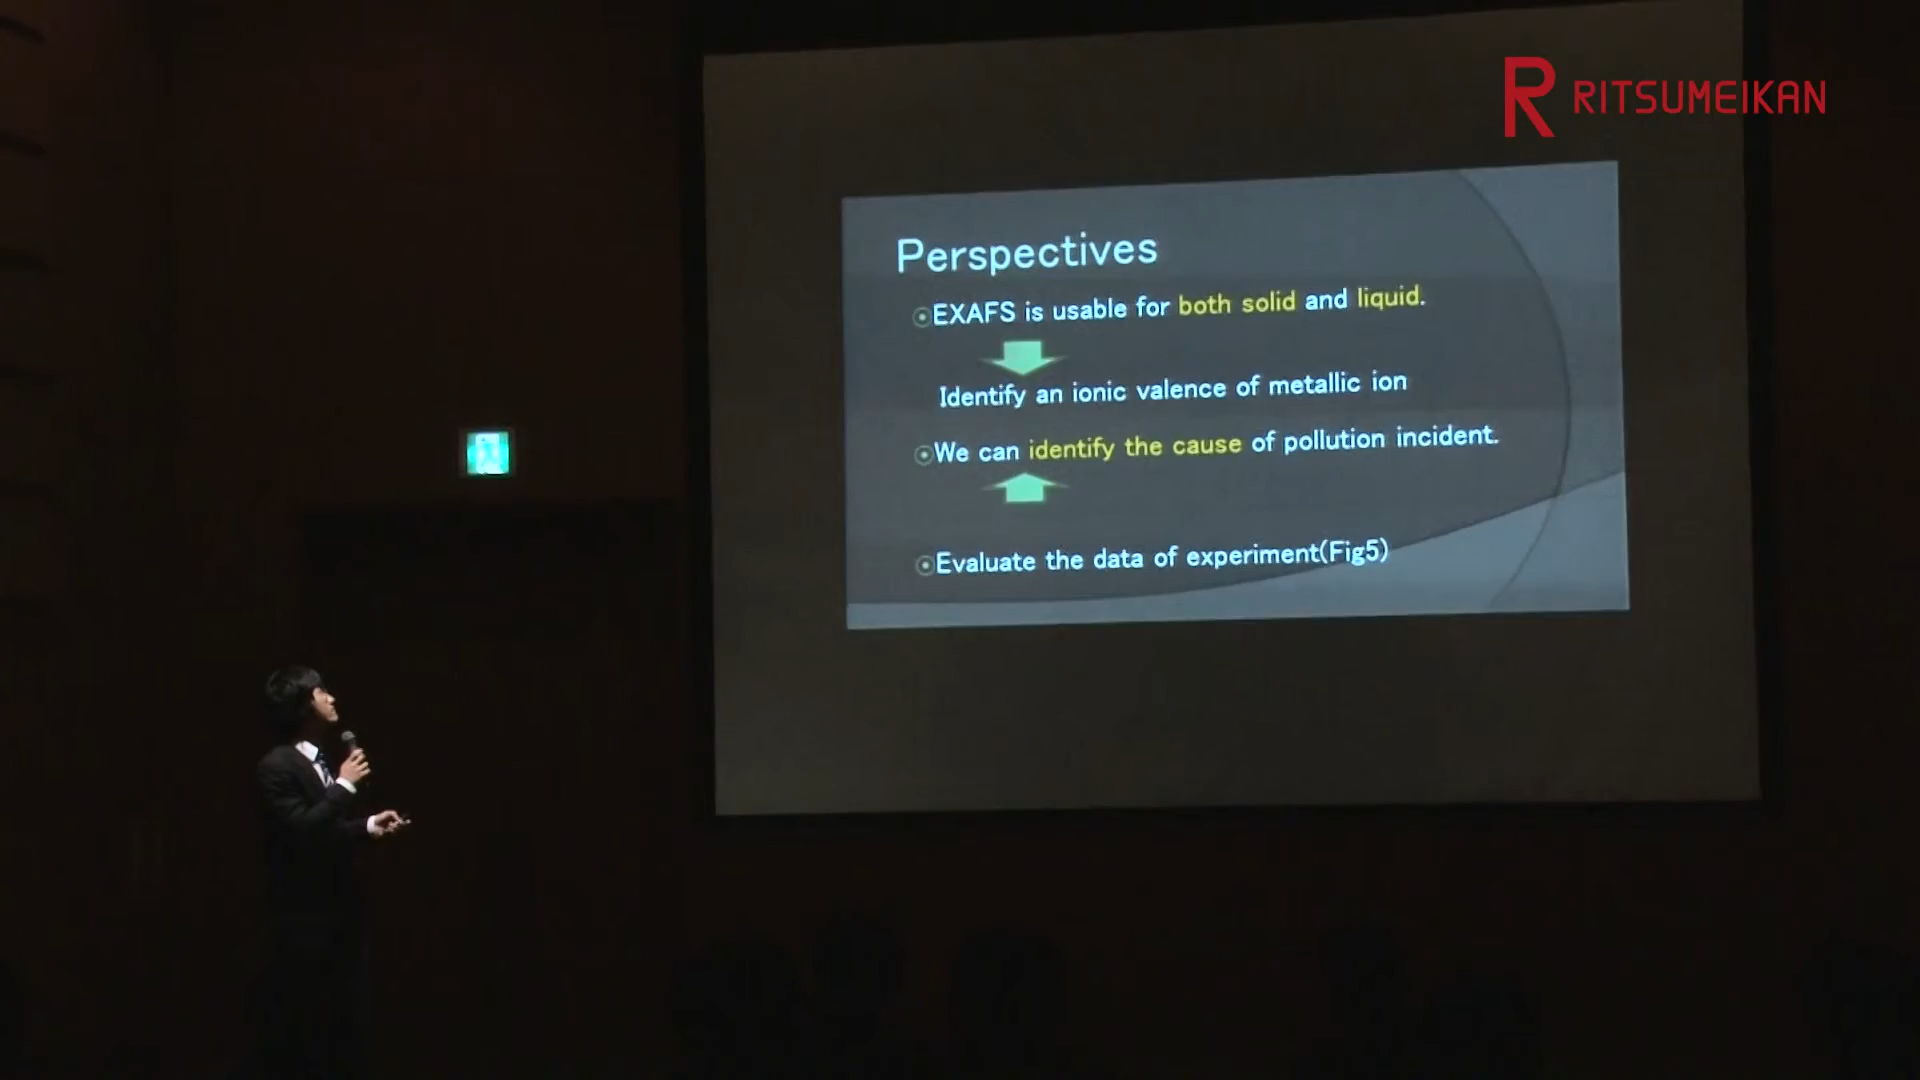 RITSUMEIKAN
Perspectives
EXAFS is usable for both solid and liquid.
Identify an ionic valence of metallic ion
We can identify the cause of pollution incident.
Evaluate the data of experiment(Fig5)